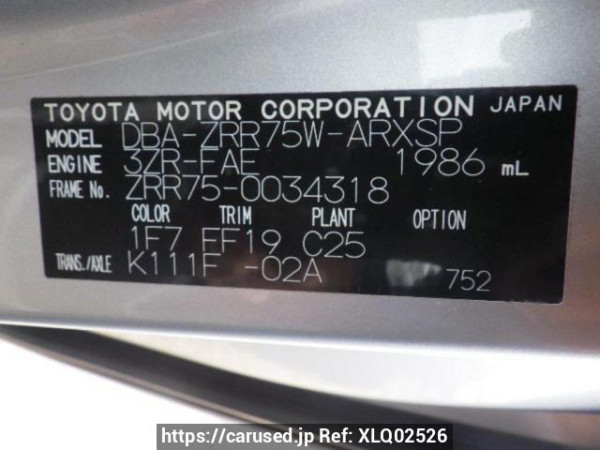 TOYOTA MOTOR CORPORATION JAPAN
MODEL DBA-ZRR75W-ARXSP
ENGINE 3ZR-FAE 1986 mL
FRAME No. ZRR75-0034318
COLOR TRIM PLANT OPTION
1F7 FF19 C25
TRANS./AXLE K111F -02A 752
https://carused.jp Ref: XLQ02526